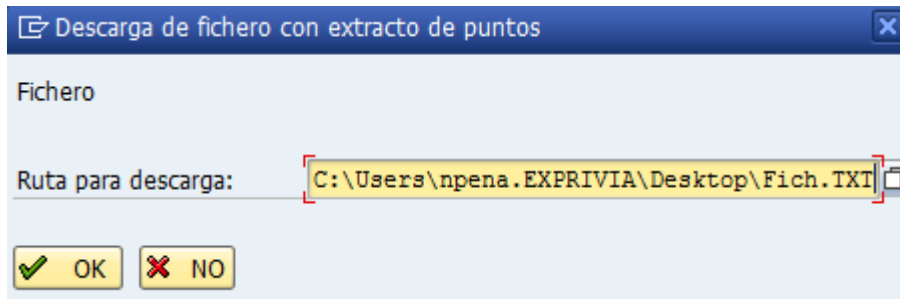 Descarga de fichero con extracto de puntos
Fichero
Ruta para descarga: C:\Users\npena.EXPRIVIA\Desktop\Fich.TXT
OK NO